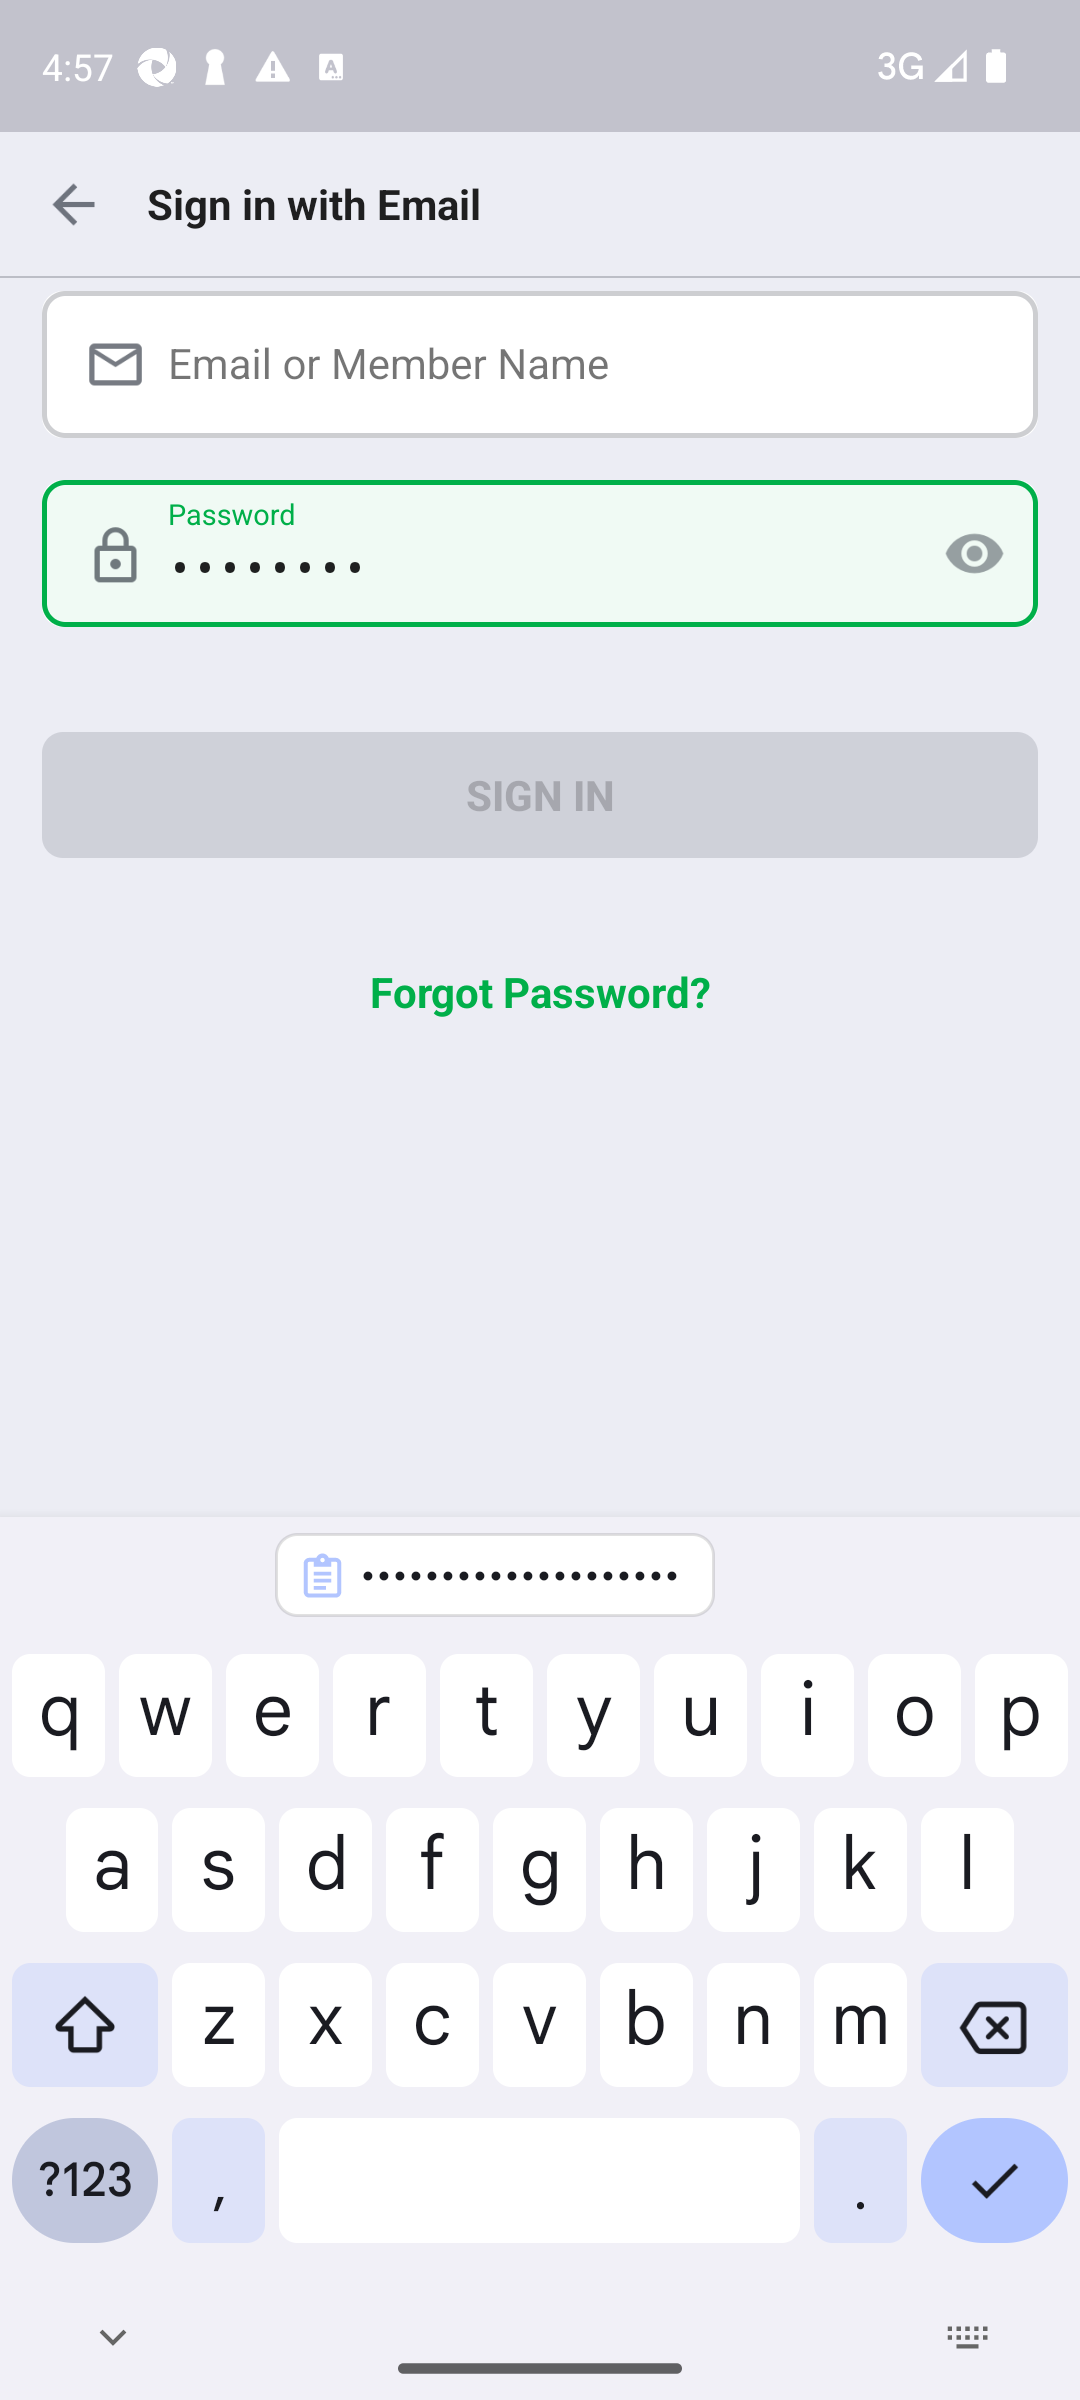 4:57
3G
Sign in with Email
Email or Member Name
Password
••••••••
SIGN IN
Forgot Password?
••••••••••••••••••••
q w e r t y u i o p
a s d f g h j k l
z x c v b n m
?123 , .